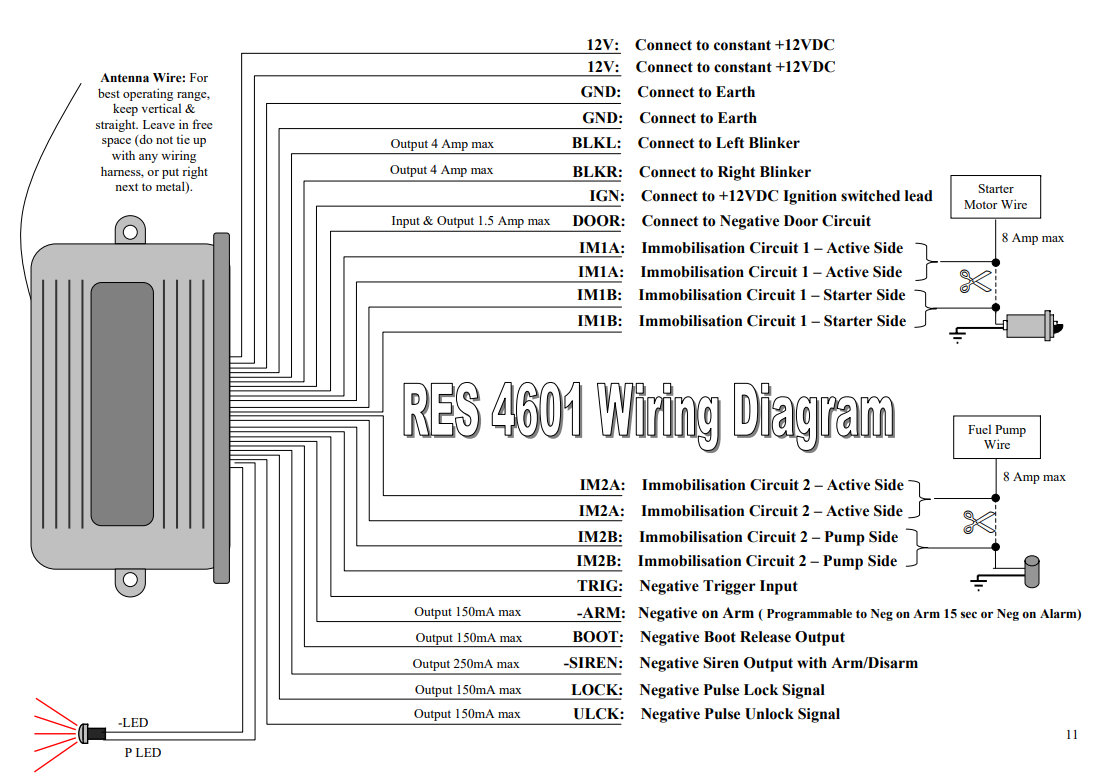 Antenna Wire: For
best operating range,
keep vertical &
straight. Leave in free
space (do not tie up
with any wiring
harness, or put right
next to metal).
12V: Connect to constant +12VDC
12V: Connect to constant +12VDC
GND: Connect to Earth
GND: Connect to Earth
Output 4 Amp max BLKL: Connect to Left Blinker
Output 4 Amp max BLKR: Connect to Right Blinker
IGN: Connect to +12VDC Ignition switched lead
Input & Output 1.5 Amp max DOOR: Connect to Negative Door Circuit
IM1A: Immobilisation Circuit 1 – Active Side
IM1A: Immobilisation Circuit 1 – Active Side
IM1B: Immobilisation Circuit 1 – Starter Side
IM1B: Immobilisation Circuit 1 – Starter Side
Starter
Motor Wire
8 Amp max
RES 4601 Wiring Diagram
Fuel Pump
Wire
8 Amp max
IM2A: Immobilisation Circuit 2 – Active Side
IM2A: Immobilisation Circuit 2 – Active Side
IM2B: Immobilisation Circuit 2 – Pump Side
IM2B: Immobilisation Circuit 2 – Pump Side
TRIG: Negative Trigger Input
Output 150mA max -ARM: Negative on Arm ( Programmable to Neg on Arm 15 sec or Neg on Alarm)
Output 150mA max BOOT: Negative Boot Release Output
Output 250mA max -SIREN: Negative Siren Output with Arm/Disarm
Output 150mA max LOCK: Negative Pulse Lock Signal
Output 150mA max ULCK: Negative Pulse Unlock Signal
-LED
P LED
11